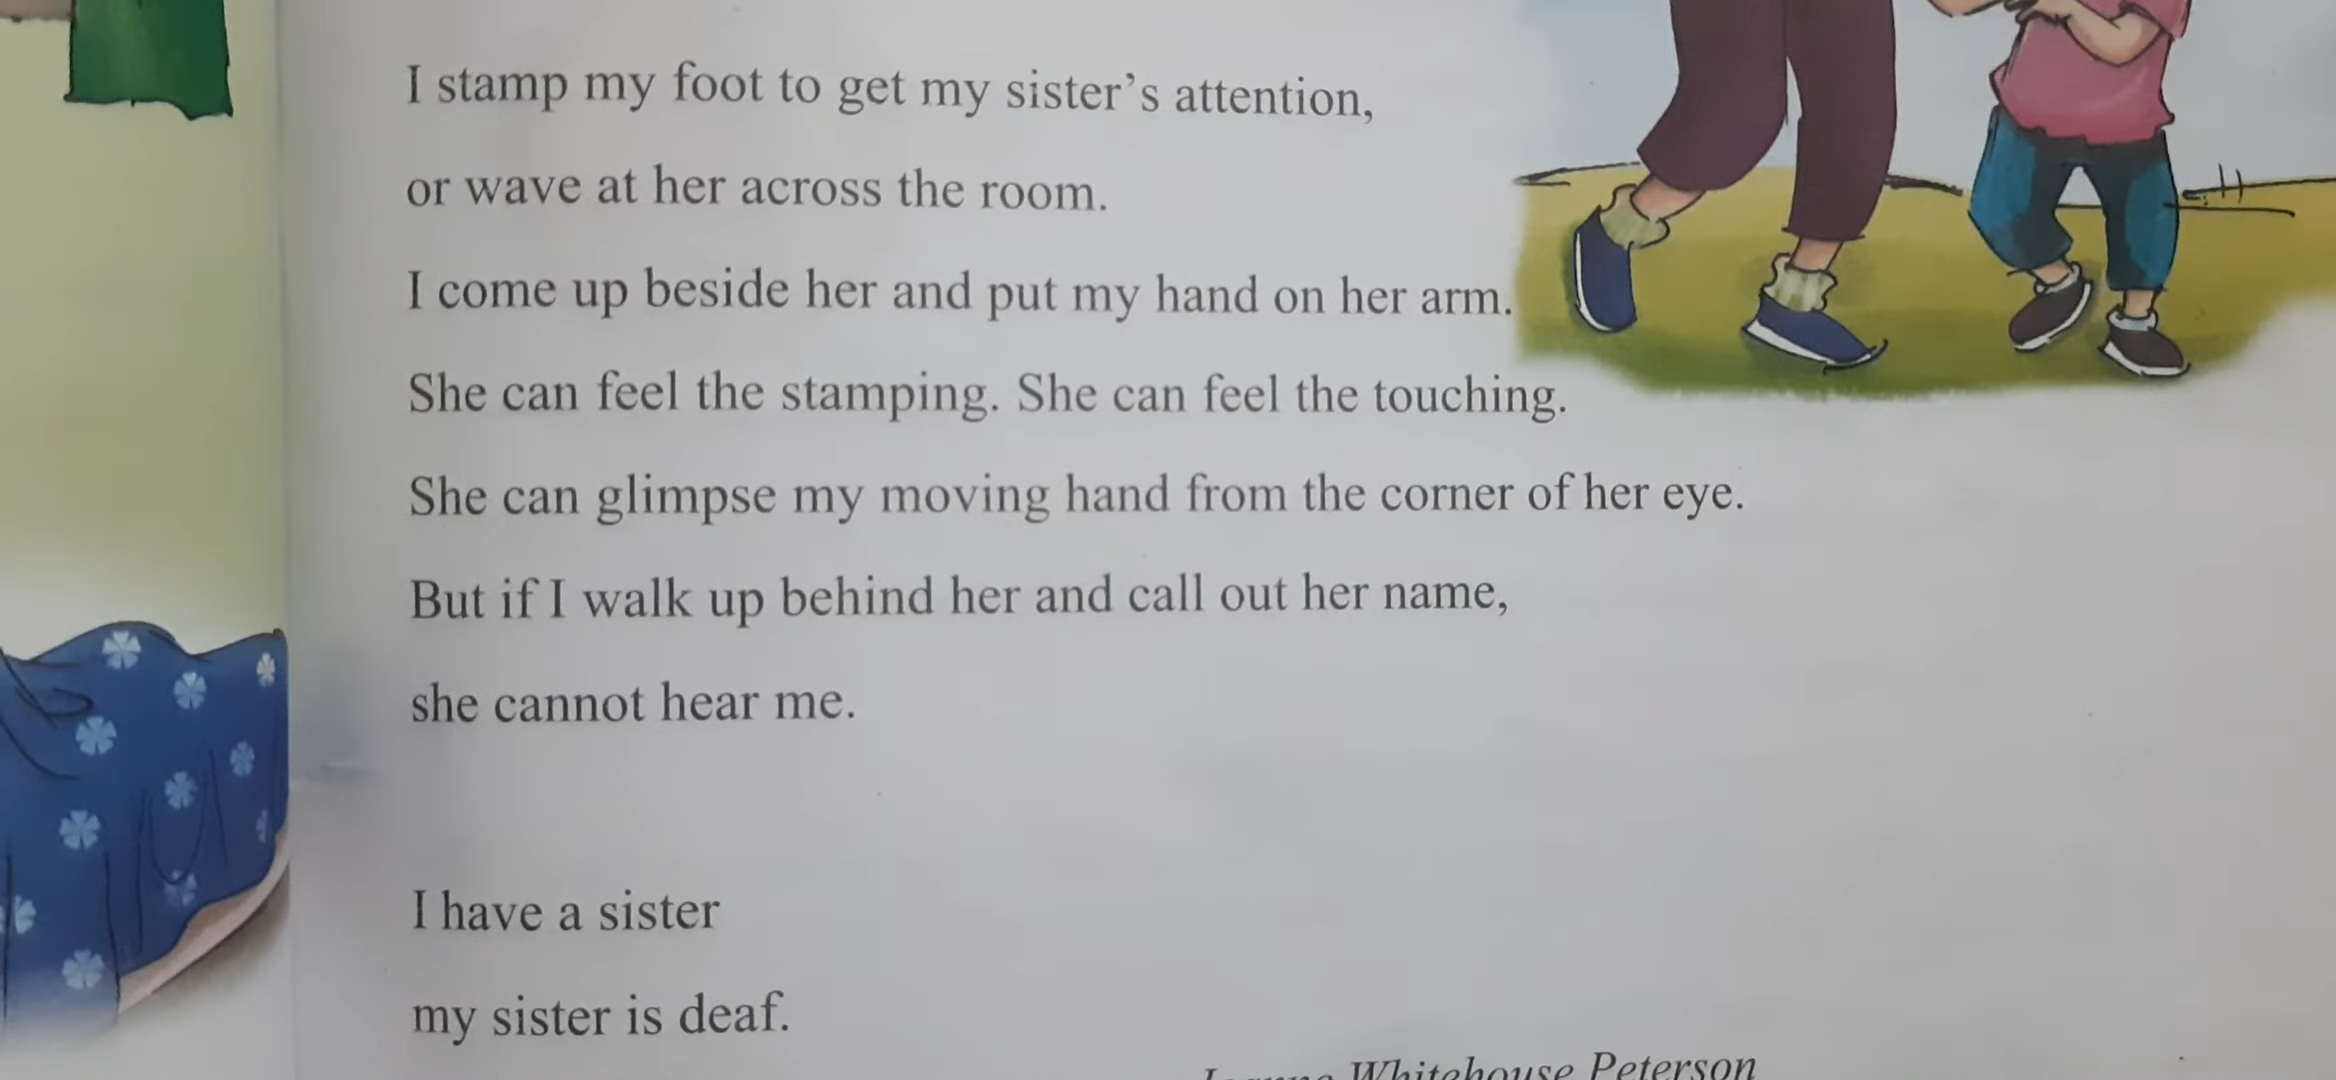 I stamp my foot to get my sister’s attention,
or wave at her across the room.
I come up beside her and put my hand on her arm.
She can feel the stamping. She can feel the touching.
She can glimpse my moving hand from the corner of her eye.
But if I walk up behind her and call out her name,
she cannot hear me.
I have a sister
my sister is deaf.
Whitehouse Peterson